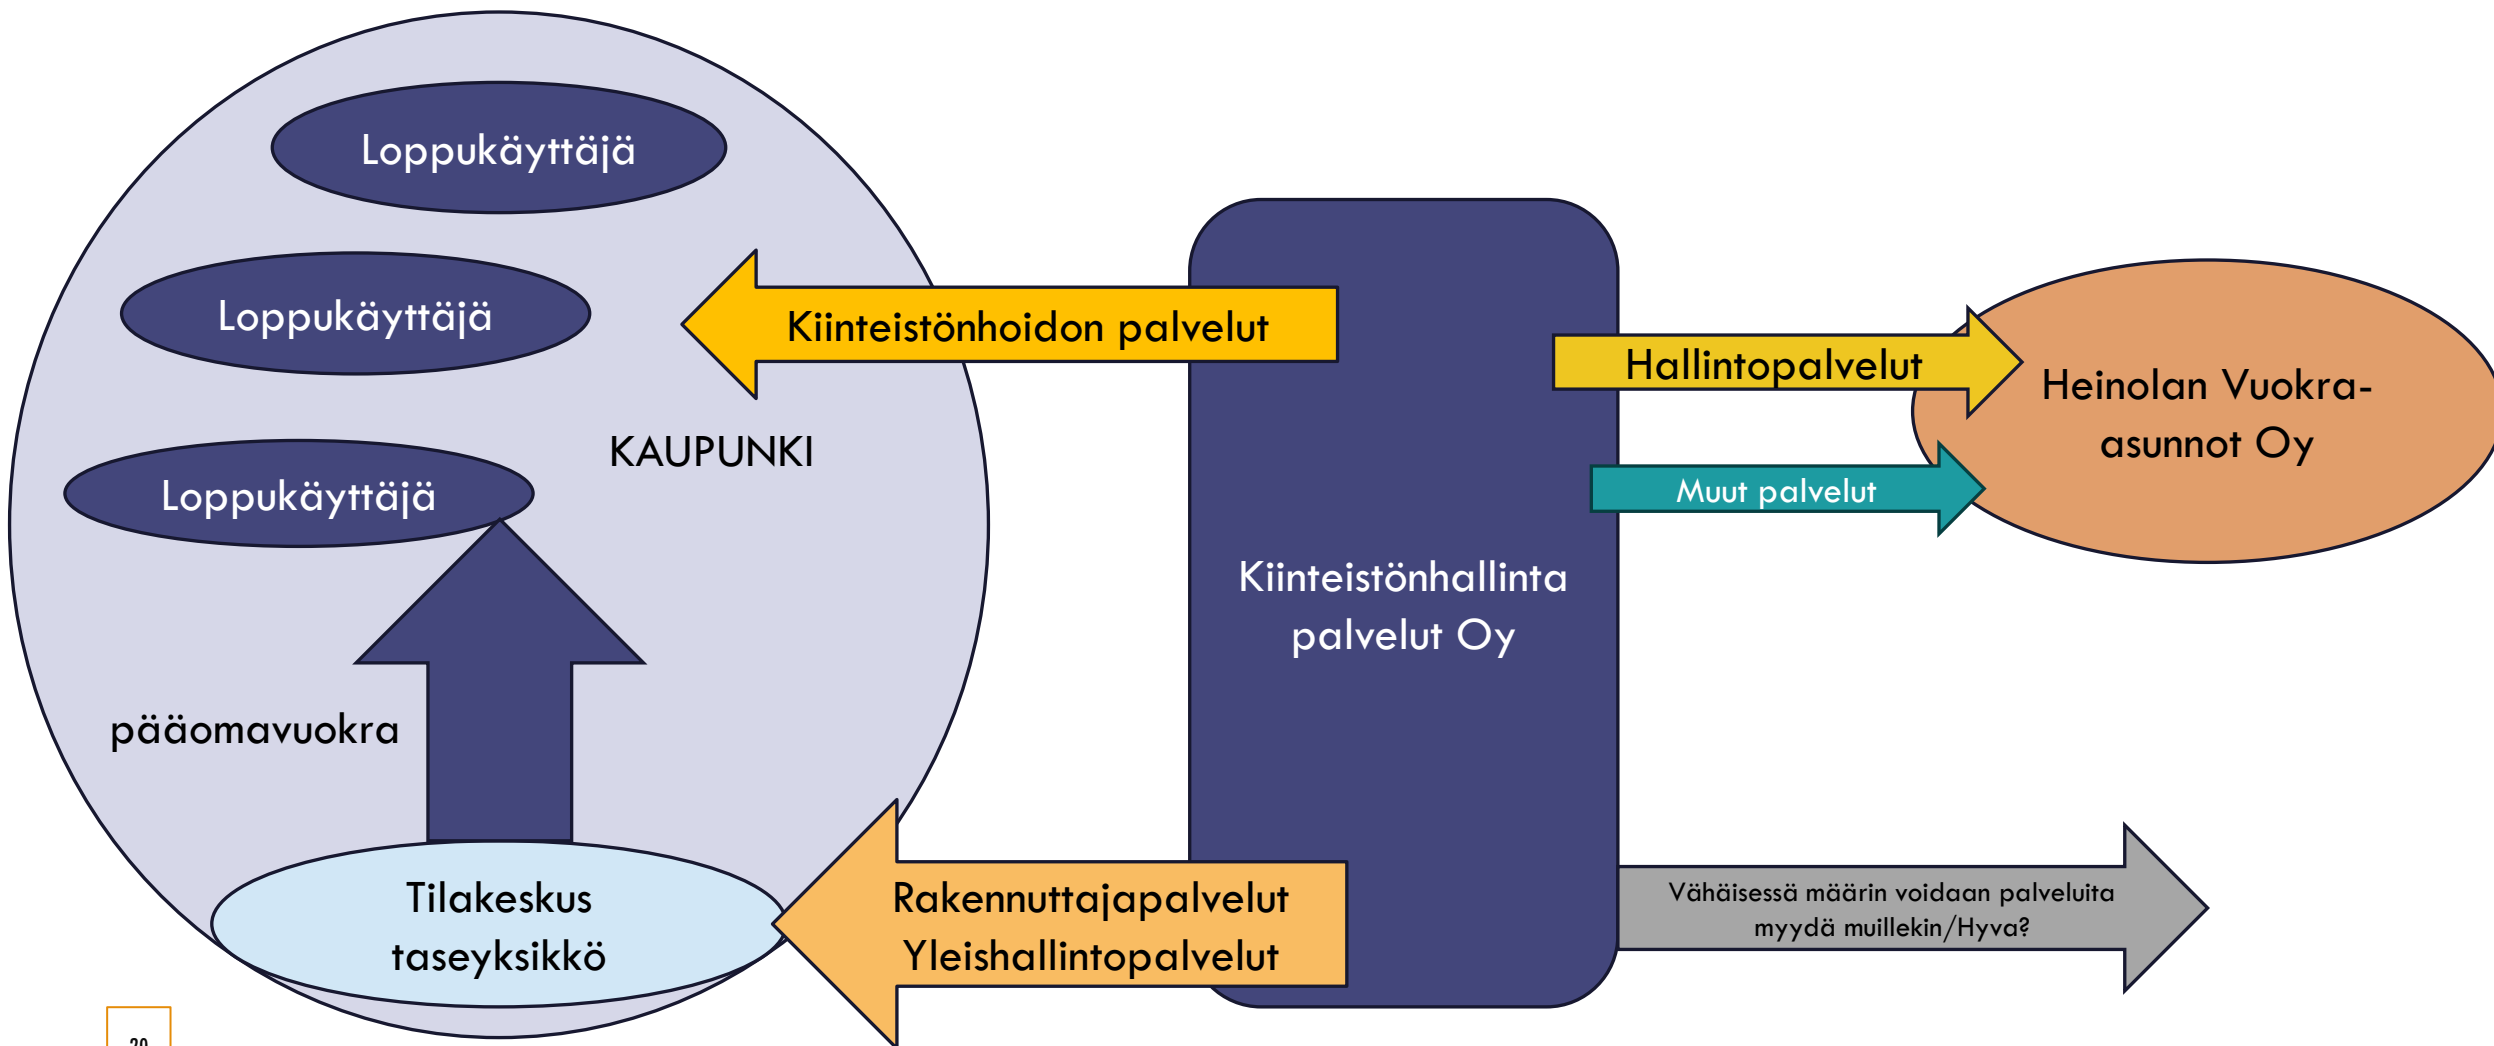 Loppukäyttäjä
Loppukäyttäjä
Loppukäyttäjä
KAUPUNKI
pääomavuokra
Tilakeskus
taseyksikkö
Kiinteistönhoidon palvelut
Rakennuttajapalvelut
Yleishallintopalvelut
Kiinteistönhallinta
palvelut Oy
Hallintopalvelut
Muut palvelut
Heinolan Vuokra-
asunnot Oy
Vähäisessä määrin voidaan palveluita
myydä muillekin/Hyva?